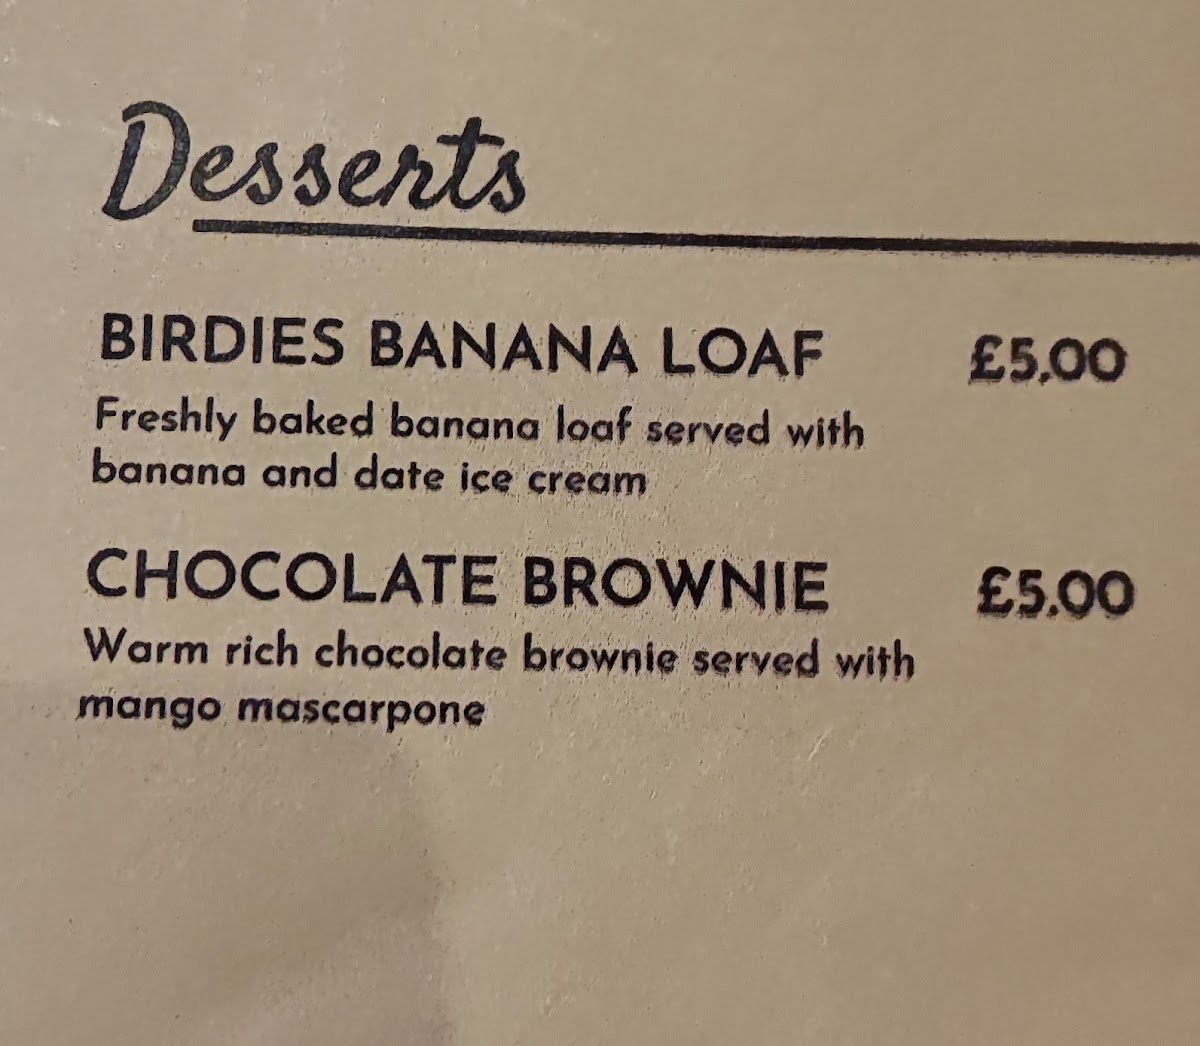 Desserts
BIRDIES BANANA LOAF £5.00
Freshly baked banana loaf served with
banana and date ice cream
CHOCOLATE BROWNIE £5.00
Warm rich chocolate brownie served with
mango mascarpone